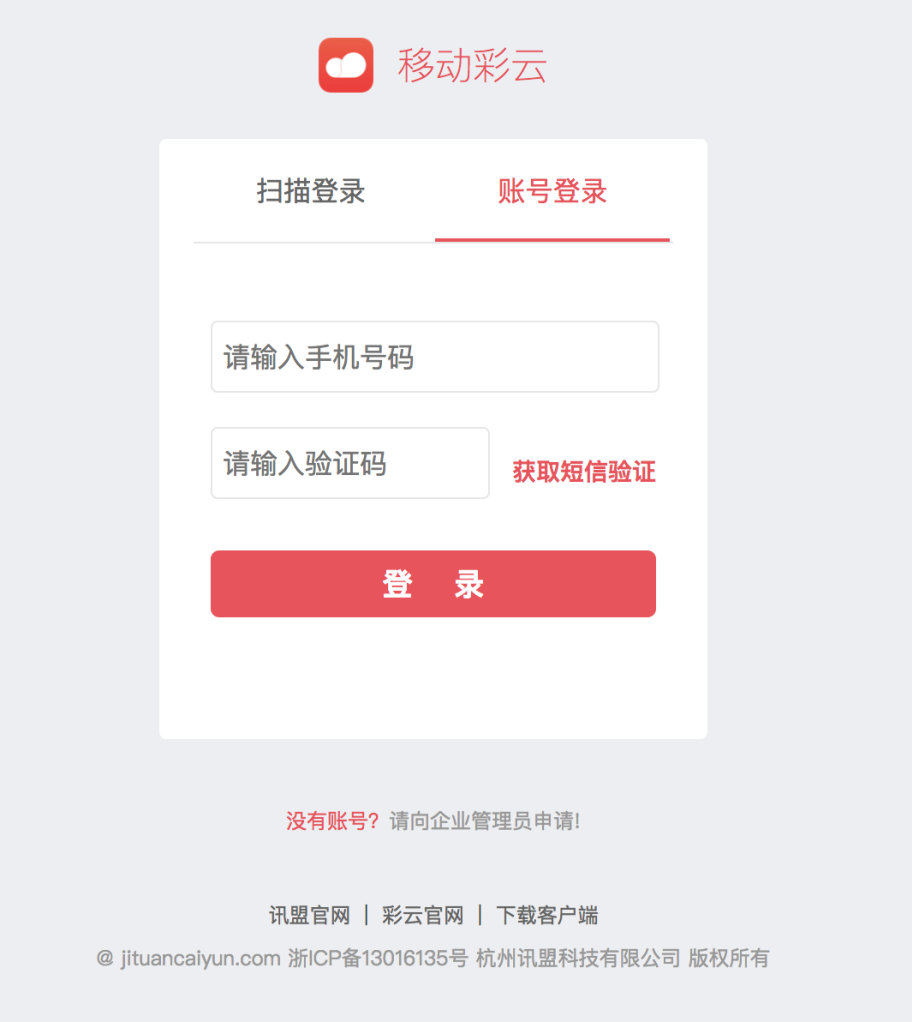 移动彩云
扫描登录 账号登录
请输入手机号码
请输入验证码 获取短信验证
登 录
没有账号? 请向企业管理员申请!
讯盟官网 | 彩云官网 | 下载客户端
@ jituancaiyun.com 浙ICP备13016135号 杭州讯盟科技有限公司 版权所有